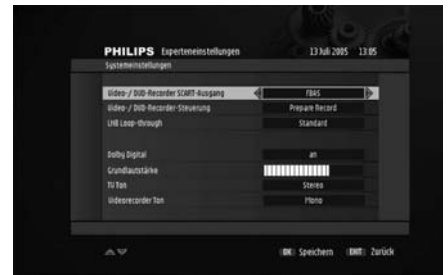 PHILIPS Experteneinstellungen 13 Juli 2005 13:05
Systemeinstellungen
Video-/ DVD-Recorder SCART-Ausgang FBAS
Video-/ DVD-Recorder-Steuerung Prepare Record
LNB Loop-through Standard
Dolby Digital an
Grundlautstärke
TV Ton Stereo
Videorecorder Ton Mono
OK Speichern EXIT Zurück